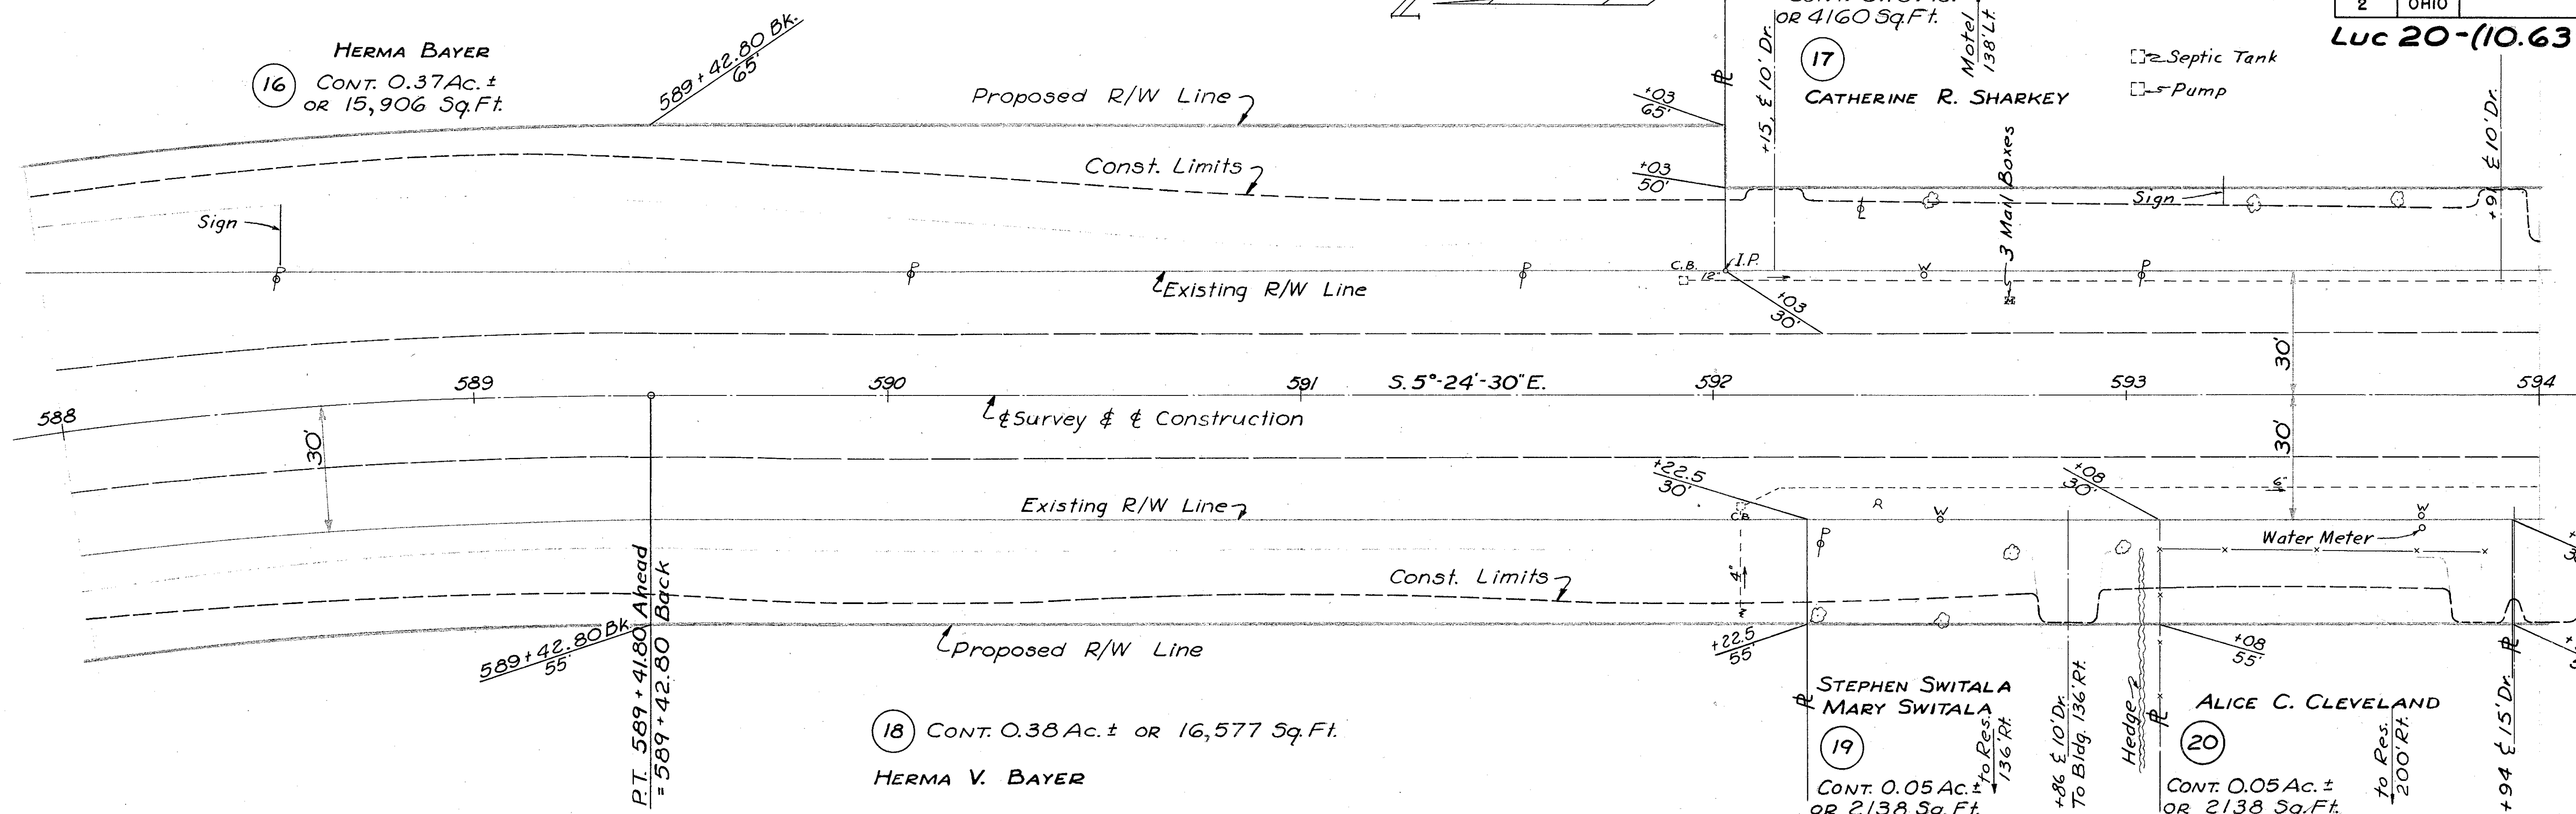 2 OHIO
LUC 20-(10.63
HERMA BAYER
16 CONT. 0.37 Ac. ±
OR 15,906 Sq.Ft.
589+42.80 Bk.
65'
Proposed R/W Line
Const. Limits
Sign
Existing R/W Line
+03
65'
+03
50'
OR 4160 Sq.Ft.
17
CATHERINE R. SHARKEY
Motel
138' Lt.
+15, ℄ 10' Dr.
℄
Septic Tank
Pump
3 Mail Boxes
Sign
+91 ℄ 10' Dr.
C.B.
12"
I.P.
+03
30'
P
P
P
W
P
588
589
590
591
S. 5°-24'-30" E.
592
593
594
℄ Survey & ℄ Construction
30'
30'
30'
Existing R/W Line
+22.5
30'
C.B.
4"
R
W
P
+08
30'
6"
W
Water Meter
Const. Limits
Proposed R/W Line
589+42.80 Bk.
55'
P.T. 589+41.80 Ahead
= 589+42.80 Back
+22.5
55'
+08
55'
18 CONT. 0.38 Ac. ± OR 16,577 Sq.Ft.
HERMA V. BAYER
STEPHEN SWITALA
MARY SWITALA
19
CONT. 0.05 Ac. ±
OR 2138 Sq.Ft.
to Res.
136' Rt.
+86 ℄ 10' Dr.
To Bldg. 136' Rt.
Hedge
ALICE C. CLEVELAND
20
CONT. 0.05 Ac. ±
OR 2138 Sq.Ft.
to Res.
200' Rt.
+94 ℄ 15' Dr.